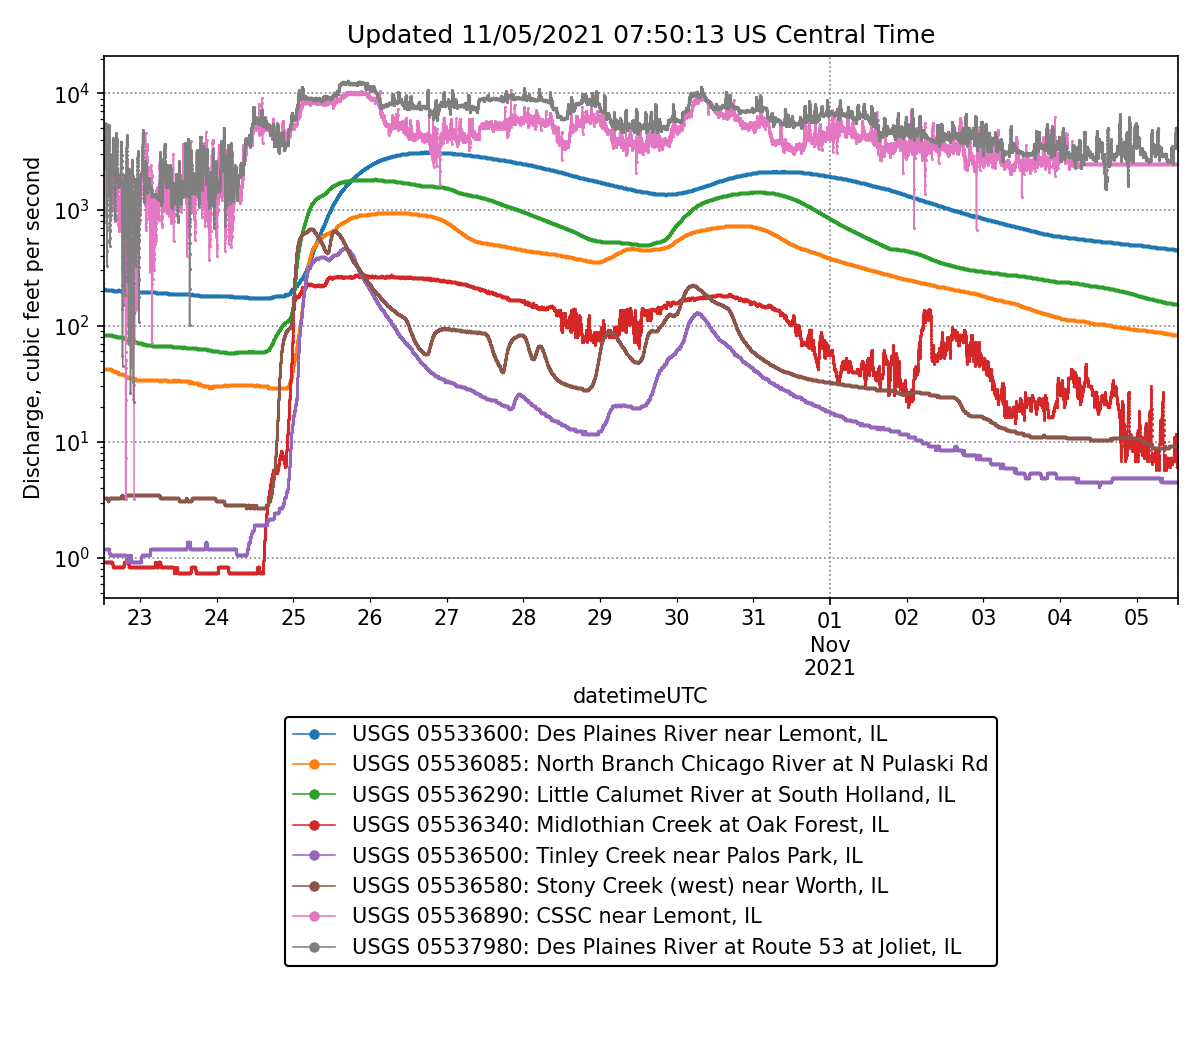 Updated 11/05/2021 07:50:13 US Central Time
Discharge, cubic feet per second
10^4
10^3
10^2
10^1
10^0
23 24 25 26 27 28 29 30 31 01 02 03 04 05
Nov
2021
datetimeUTC
USGS 05533600: Des Plaines River near Lemont, IL
USGS 05536085: North Branch Chicago River at N Pulaski Rd
USGS 05536290: Little Calumet River at South Holland, IL
USGS 05536340: Midlothian Creek at Oak Forest, IL
USGS 05536500: Tinley Creek near Palos Park, IL
USGS 05536580: Stony Creek (west) near Worth, IL
USGS 05536890: CSSC near Lemont, IL
USGS 05537980: Des Plaines River at Route 53 at Joliet, IL